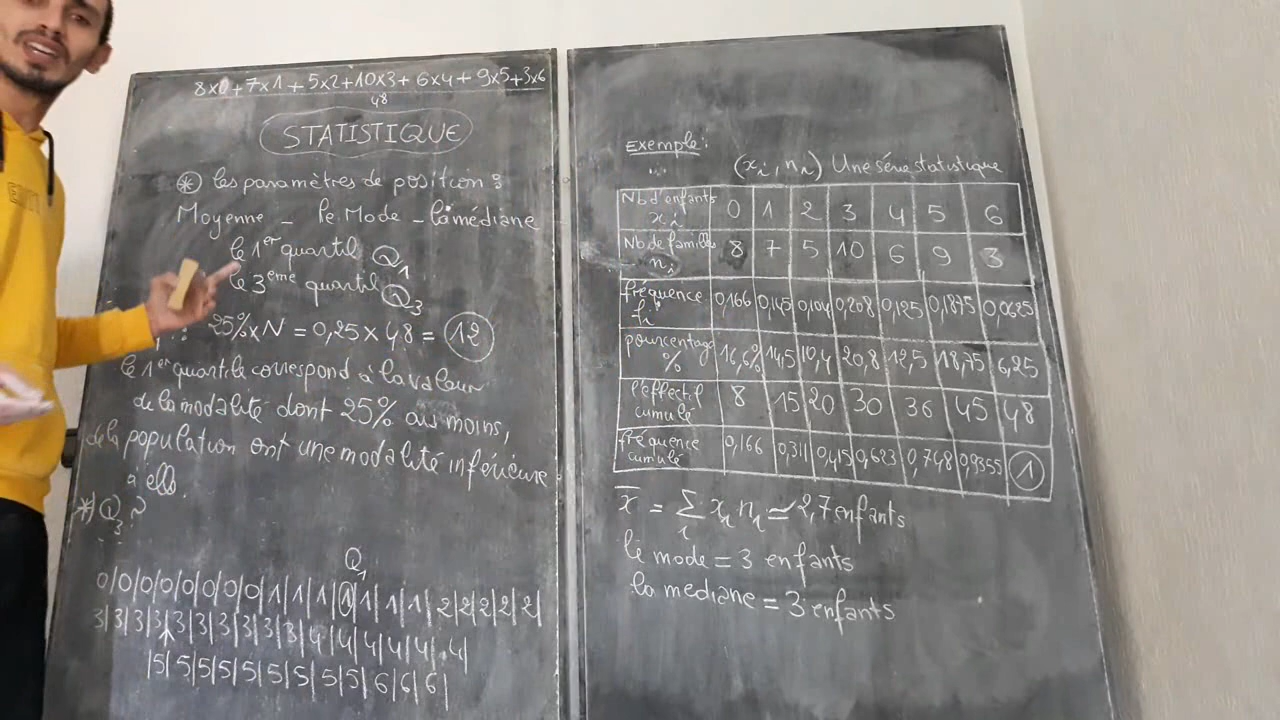 8x0+7x1+5x2+10x3+6x4+9x5+3x6
48
STATISTIQUE
* les paramètres de position :
Moyenne - le Mode - la médiane
le 1er quartil Q1
le 3ème quartil Q3
25% x N = 0,25 x 48 = 12
le 1er quartile correspond à la valeur
de la modalité dont 25% au moins,
de la population ont une modalité inférieure
à elle.
*) Q3 ?
Q1
0|0|0|0|0|0|0|0|1|1|1|1|1|1|1|2|2|2|2|2|
3|3|3|3|3|3|3|3|3|3|4|4|4|4|4|4|
|5|5|5|5|5|5|5|5|5|6|6|6|
Exemple :
... (xi, ni) Une série statistique
Nb d'enfants xi 0 1 2 3 4 5 6
Nb de familles ni 8 7 5 10 6 9 3
fréquence fi 0,166 0,145 0,104 0,208 0,125 0,1875 0,0625
pourcentage % 16,6% 14,5 10,4 20,8 12,5 18,75 6,25
l'effectif cumulé 8 15 20 30 36 45 48
fréquence cumulé 0,166 0,311 0,415 0,623 0,748 0,9355 1
x̄ = Σi xi ni ≃ 2,7 enfants
le mode = 3 enfants
la mediane = 3 enfants